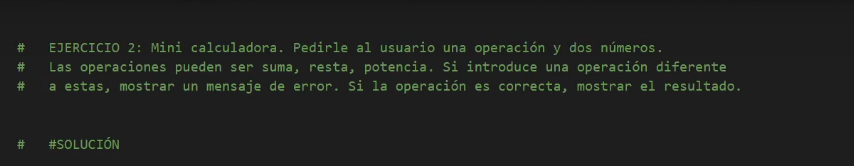 #   EJERCICIO 2: Mini calculadora. Pedirle al usuario una operación y dos números.
#   Las operaciones pueden ser suma, resta, potencia. Si introduce una operación diferente
#   a estas, mostrar un mensaje de error. Si la operación es correcta, mostrar el resultado.
#   #SOLUCIÓN